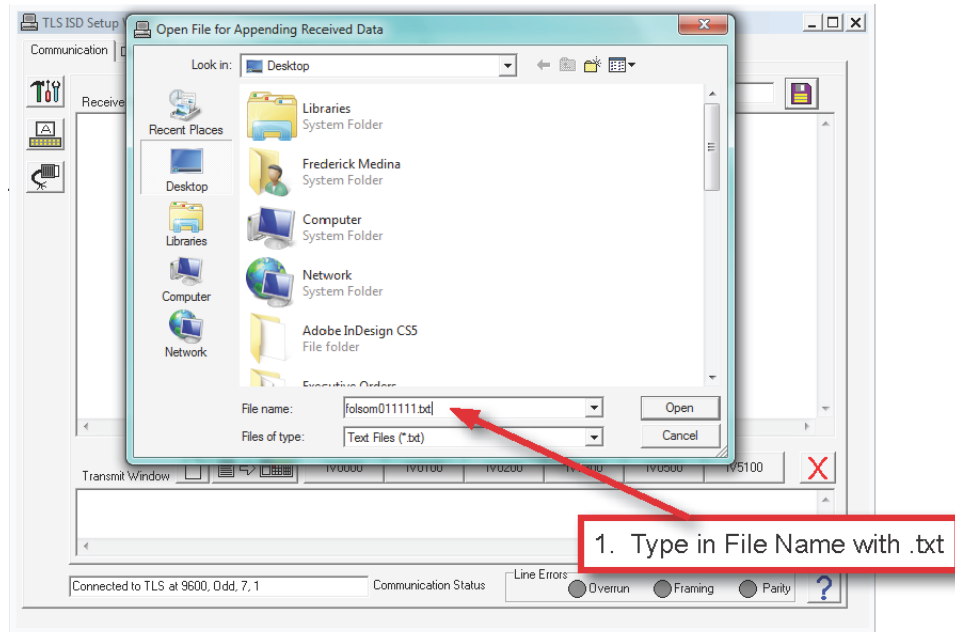 TLS ISD Setup
Open File for Appending Received Data
Communication
Look in: Desktop
Receive
Recent Places
Desktop
Libraries
Computer
Network
Libraries
System Folder
Frederick Medina
System Folder
Computer
System Folder
Network
System Folder
Adobe InDesign CS5
File folder
Executive Orders
File name: folsom011111.txt
Open
Files of type: Text Files (*.txt)
Cancel
Transmit Window
IV0000 IV0100 IV0200 IV0500 IV5100
1. Type in File Name with .txt
Connected to TLS at 9600, Odd, 7, 1
Communication Status
Line Errors
Overrun Framing Parity